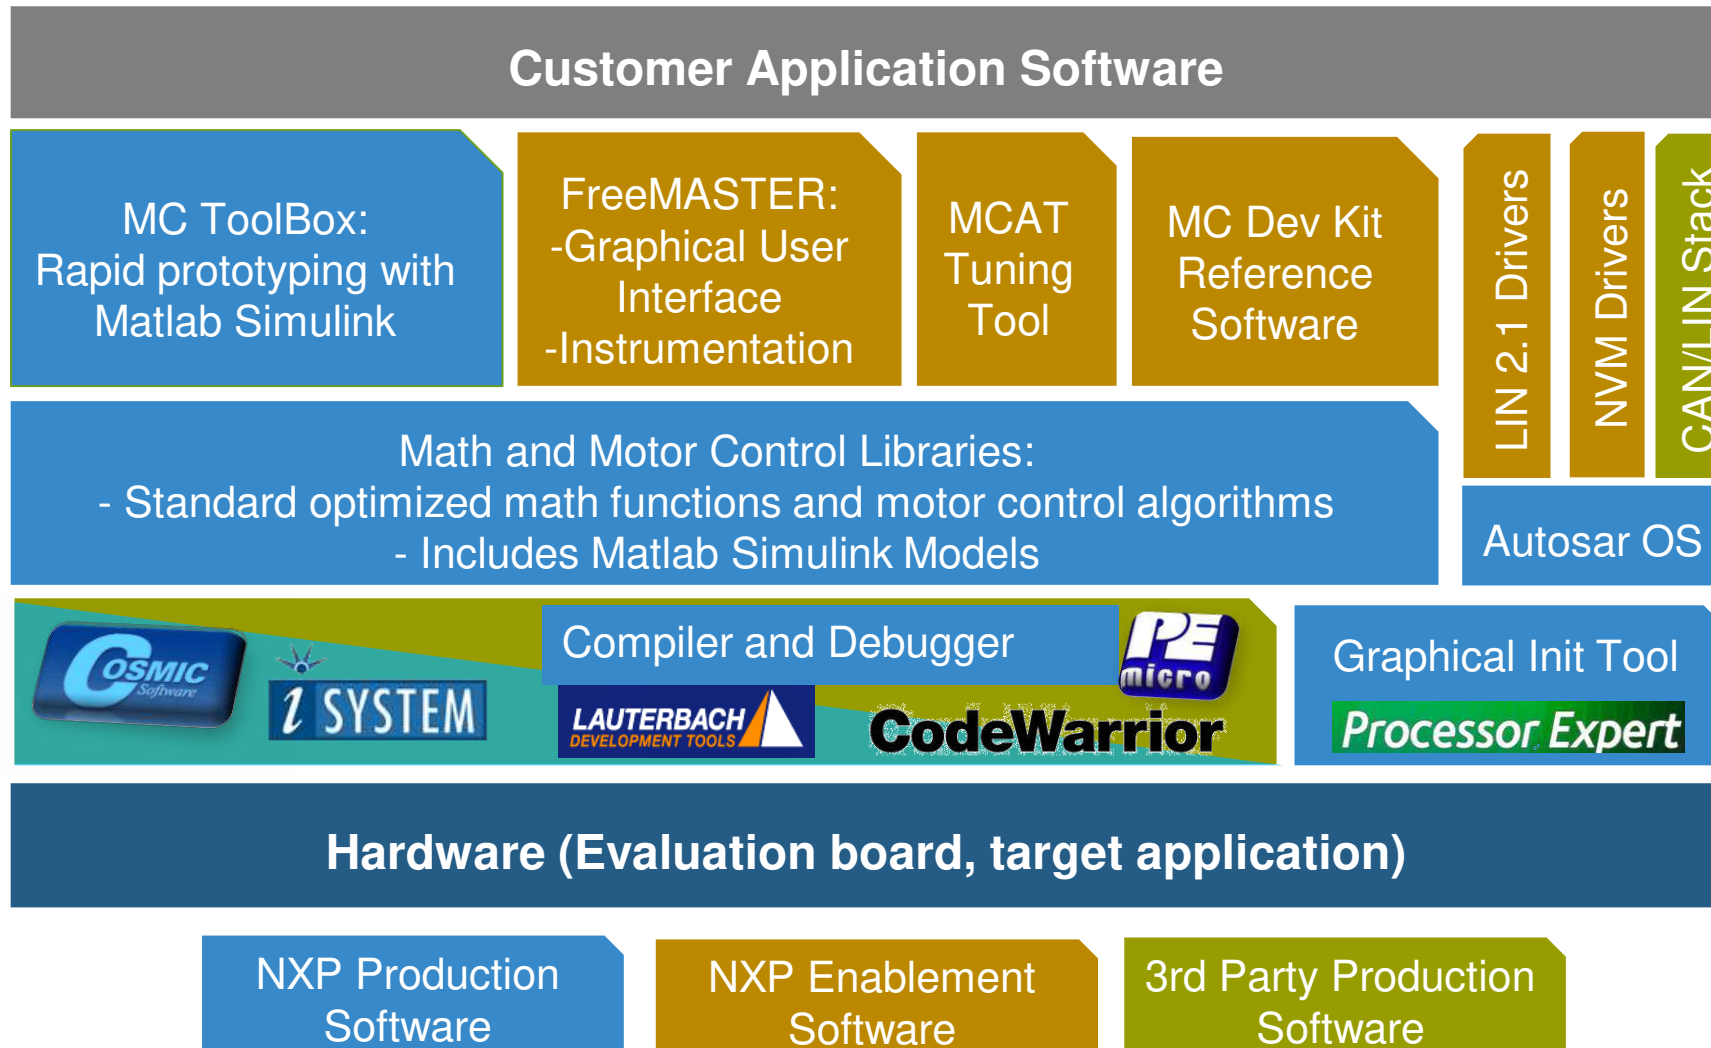 Customer Application Software
MC ToolBox:
Rapid prototyping with
Matlab Simulink
FreeMASTER:
-Graphical User
Interface
-Instrumentation
MCAT
Tuning
Tool
MC Dev Kit
Reference
Software
LIN 2.1 Drivers
NVM Drivers
CAN/LIN Stack
Math and Motor Control Libraries:
- Standard optimized math functions and motor control algorithms
- Includes Matlab Simulink Models
Autosar OS
COSMIC
Software
i SYSTEM
Compiler and Debugger
LAUTERBACH
DEVELOPMENT TOOLS
PE
micro
CodeWarrior
Graphical Init Tool
Processor Expert
Hardware (Evaluation board, target application)
NXP Production
Software
NXP Enablement
Software
3rd Party Production
Software